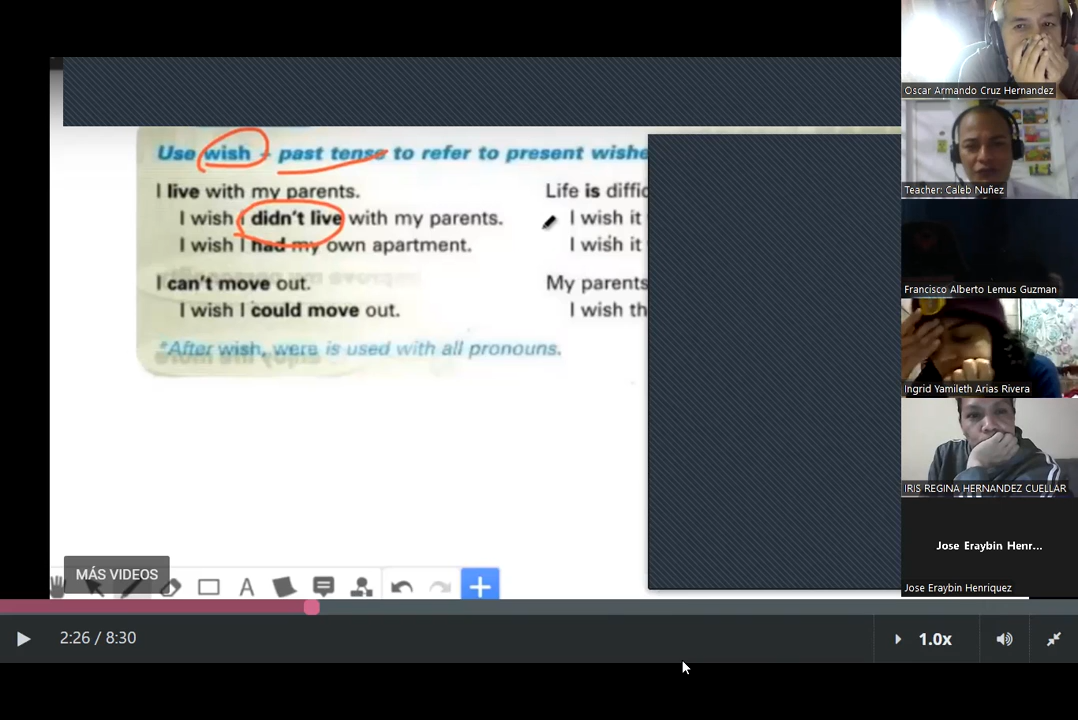 Oscar Armando Cruz Hernandez
Use wish + past tense to refer to present wishe
I live with my parents.
I wish I didn't live with my parents.
I wish I had my own apartment.
I can't move out.
I wish I could move out.
*After wish, were is used with all pronouns.
Life is diffic
I wish it
I wish it
My parents
I wish th
Teacher: Caleb Nuñez
Francisco Alberto Lemus Guzman
Ingrid Yamileth Arias Rivera
IRIS REGINA HERNANDEZ CUELLAR
Jose Eraybin Henr...
Jose Eraybin Henriquez
MÁS VIDEOS
A
2:26 / 8:30
1.0x